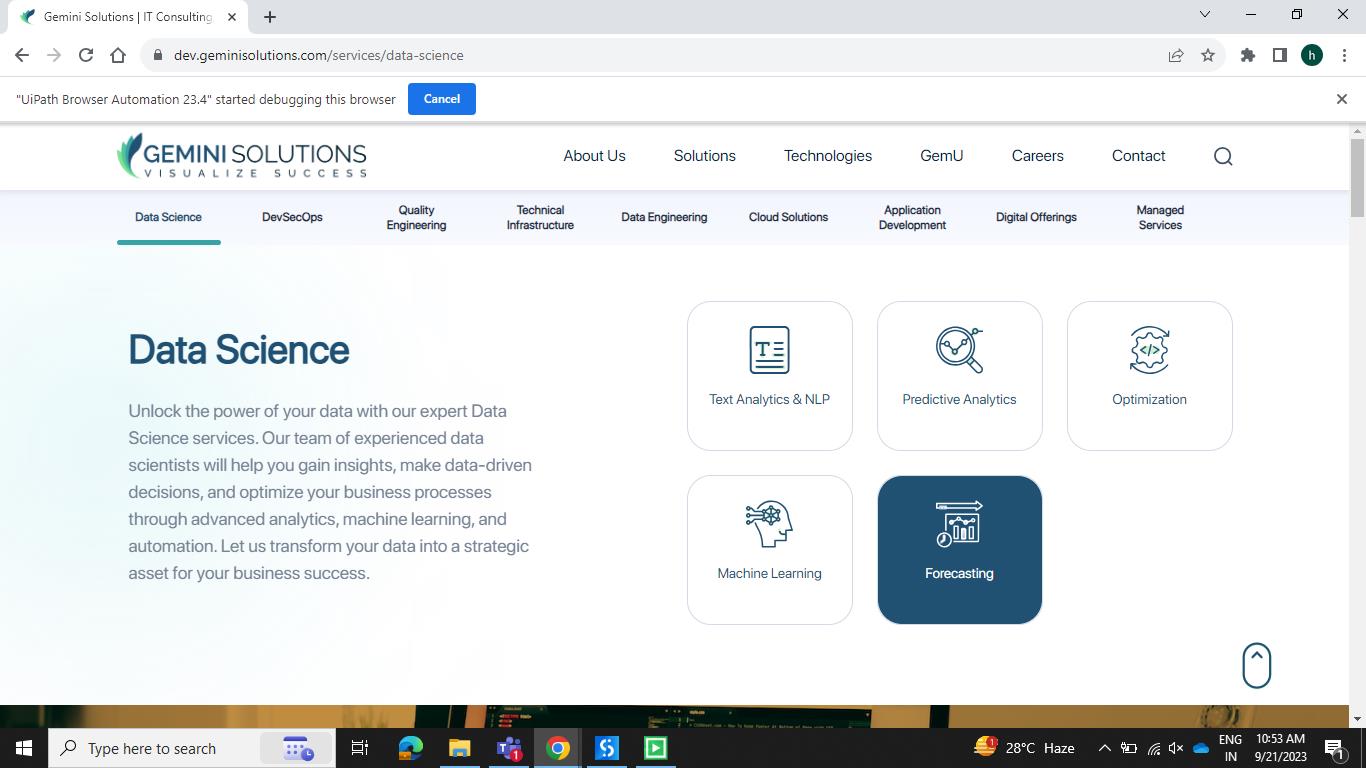 Gemini Solutions | IT Consulting
dev.geminisolutions.com/services/data-science
h
"UiPath Browser Automation 23.4" started debugging this browser
Cancel
GEMINI SOLUTIONS
VISUALIZE SUCCESS
About Us
Solutions
Technologies
GemU
Careers
Contact
Data Science
DevSecOps
Quality
Engineering
Technical
Infrastructure
Data Engineering
Cloud Solutions
Application
Development
Digital Offerings
Managed
Services
Data Science
Unlock the power of your data with our expert Data
Science services. Our team of experienced data
scientists will help you gain insights, make data-driven
decisions, and optimize your business processes
through advanced analytics, machine learning, and
automation. Let us transform your data into a strategic
asset for your business success.
T
Text Analytics & NLP
Predictive Analytics
</>
Optimization
Machine Learning
Forecasting
Type here to search
1
1
28°C Haze
ENG
IN
10:53 AM
9/21/2023
1